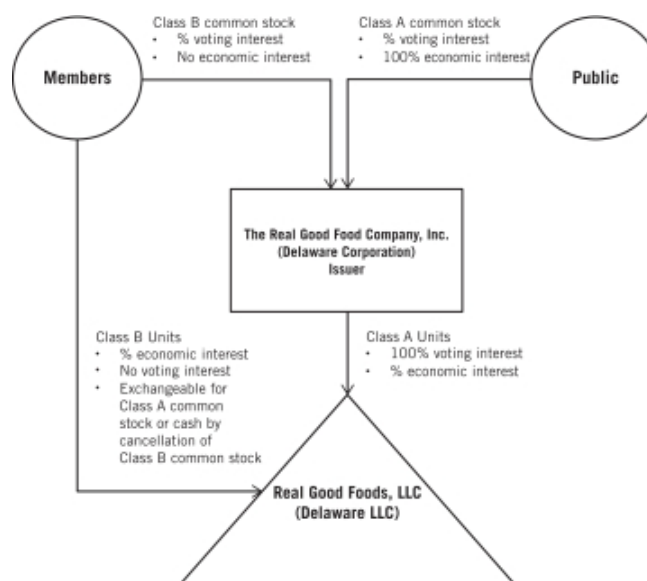 Class B common stock
• % voting interest
• No economic interest
Class A common stock
• % voting interest
• 100% economic interest
Members
Public
The Real Good Food Company, Inc.
(Delaware Corporation)
Issuer
Class B Units
• % economic interest
• No voting interest
• Exchangeable for
Class A common
stock or cash by
cancellation of
Class B common stock
Class A Units
• 100% voting interest
• % economic interest
Real Good Foods, LLC
(Delaware LLC)